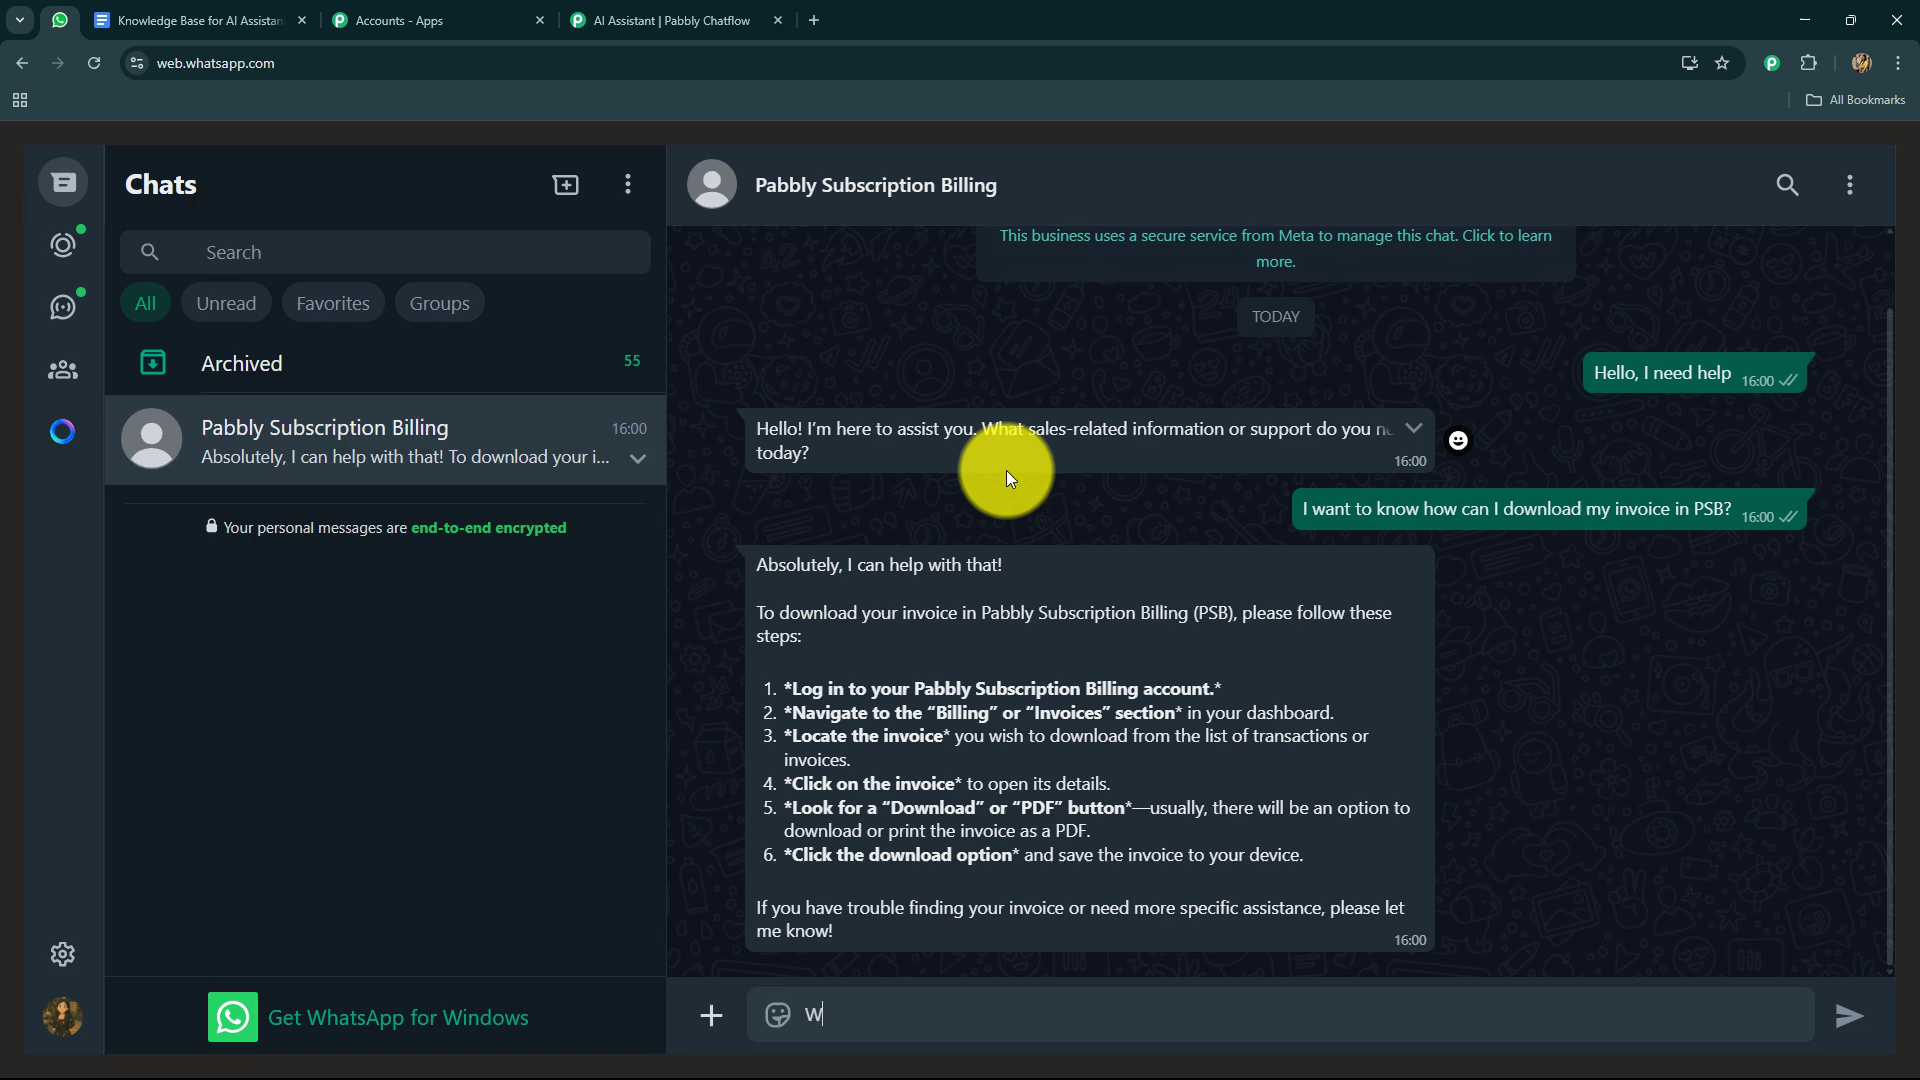 Knowledge Base for AI Assistan
Accounts - Apps
AI Assistant | Pabbly Chatflow
web.whatsapp.com
All Bookmarks
Chats
Search
All
Unread
Favorites
Groups
Archived
55
Pabbly Subscription Billing
16:00
Absolutely, I can help with that! To download your i...
Your personal messages are end-to-end encrypted
Get WhatsApp for Windows
Pabbly Subscription Billing
This business uses a secure service from Meta to manage this chat. Click to learn
more.
TODAY
Hello, I need help 16:00
Hello! I'm here to assist you. What sales-related information or support do you
today?
16:00
I want to know how can I download my invoice in PSB? 16:00
Absolutely, I can help with that!
To download your invoice in Pabbly Subscription Billing (PSB), please follow these
steps:
1. *Log in to your Pabbly Subscription Billing account.*
2. *Navigate to the “Billing” or “Invoices” section* in your dashboard.
3. *Locate the invoice* you wish to download from the list of transactions or
invoices.
4. *Click on the invoice* to open its details.
5. *Look for a “Download” or “PDF” button*—usually, there will be an option to
download or print the invoice as a PDF.
6. *Click the download option* and save the invoice to your device.
If you have trouble finding your invoice or need more specific assistance, please let
me know!
16:00
W